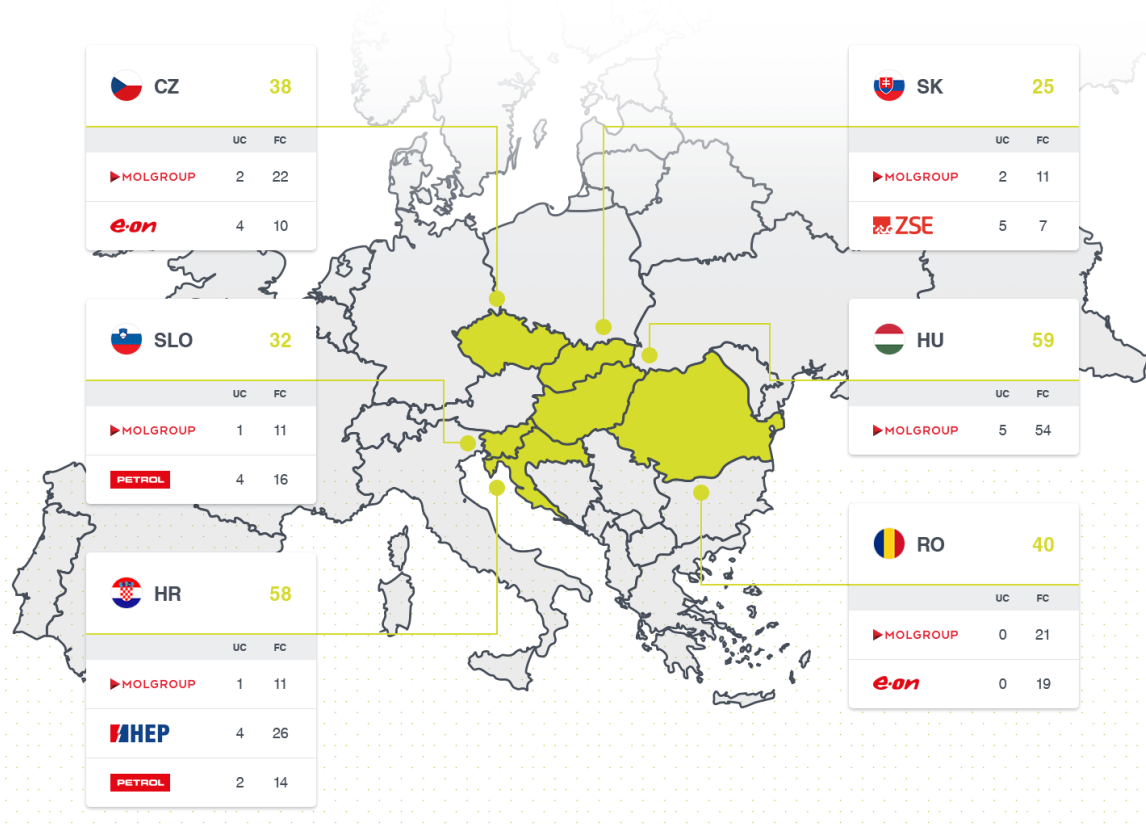 CZ 38
UC FC
MOLGROUP 2 22
e·on 4 10
SLO 32
UC FC
MOLGROUP 1 11
PETROL 4 16
HR 58
UC FC
MOLGROUP 1 11
HEP 4 26
PETROL 2 14
SK 25
UC FC
MOLGROUP 2 11
ZSE 5 7
HU 59
UC FC
MOLGROUP 5 54
RO 40
UC FC
MOLGROUP 0 21
e·on 0 19